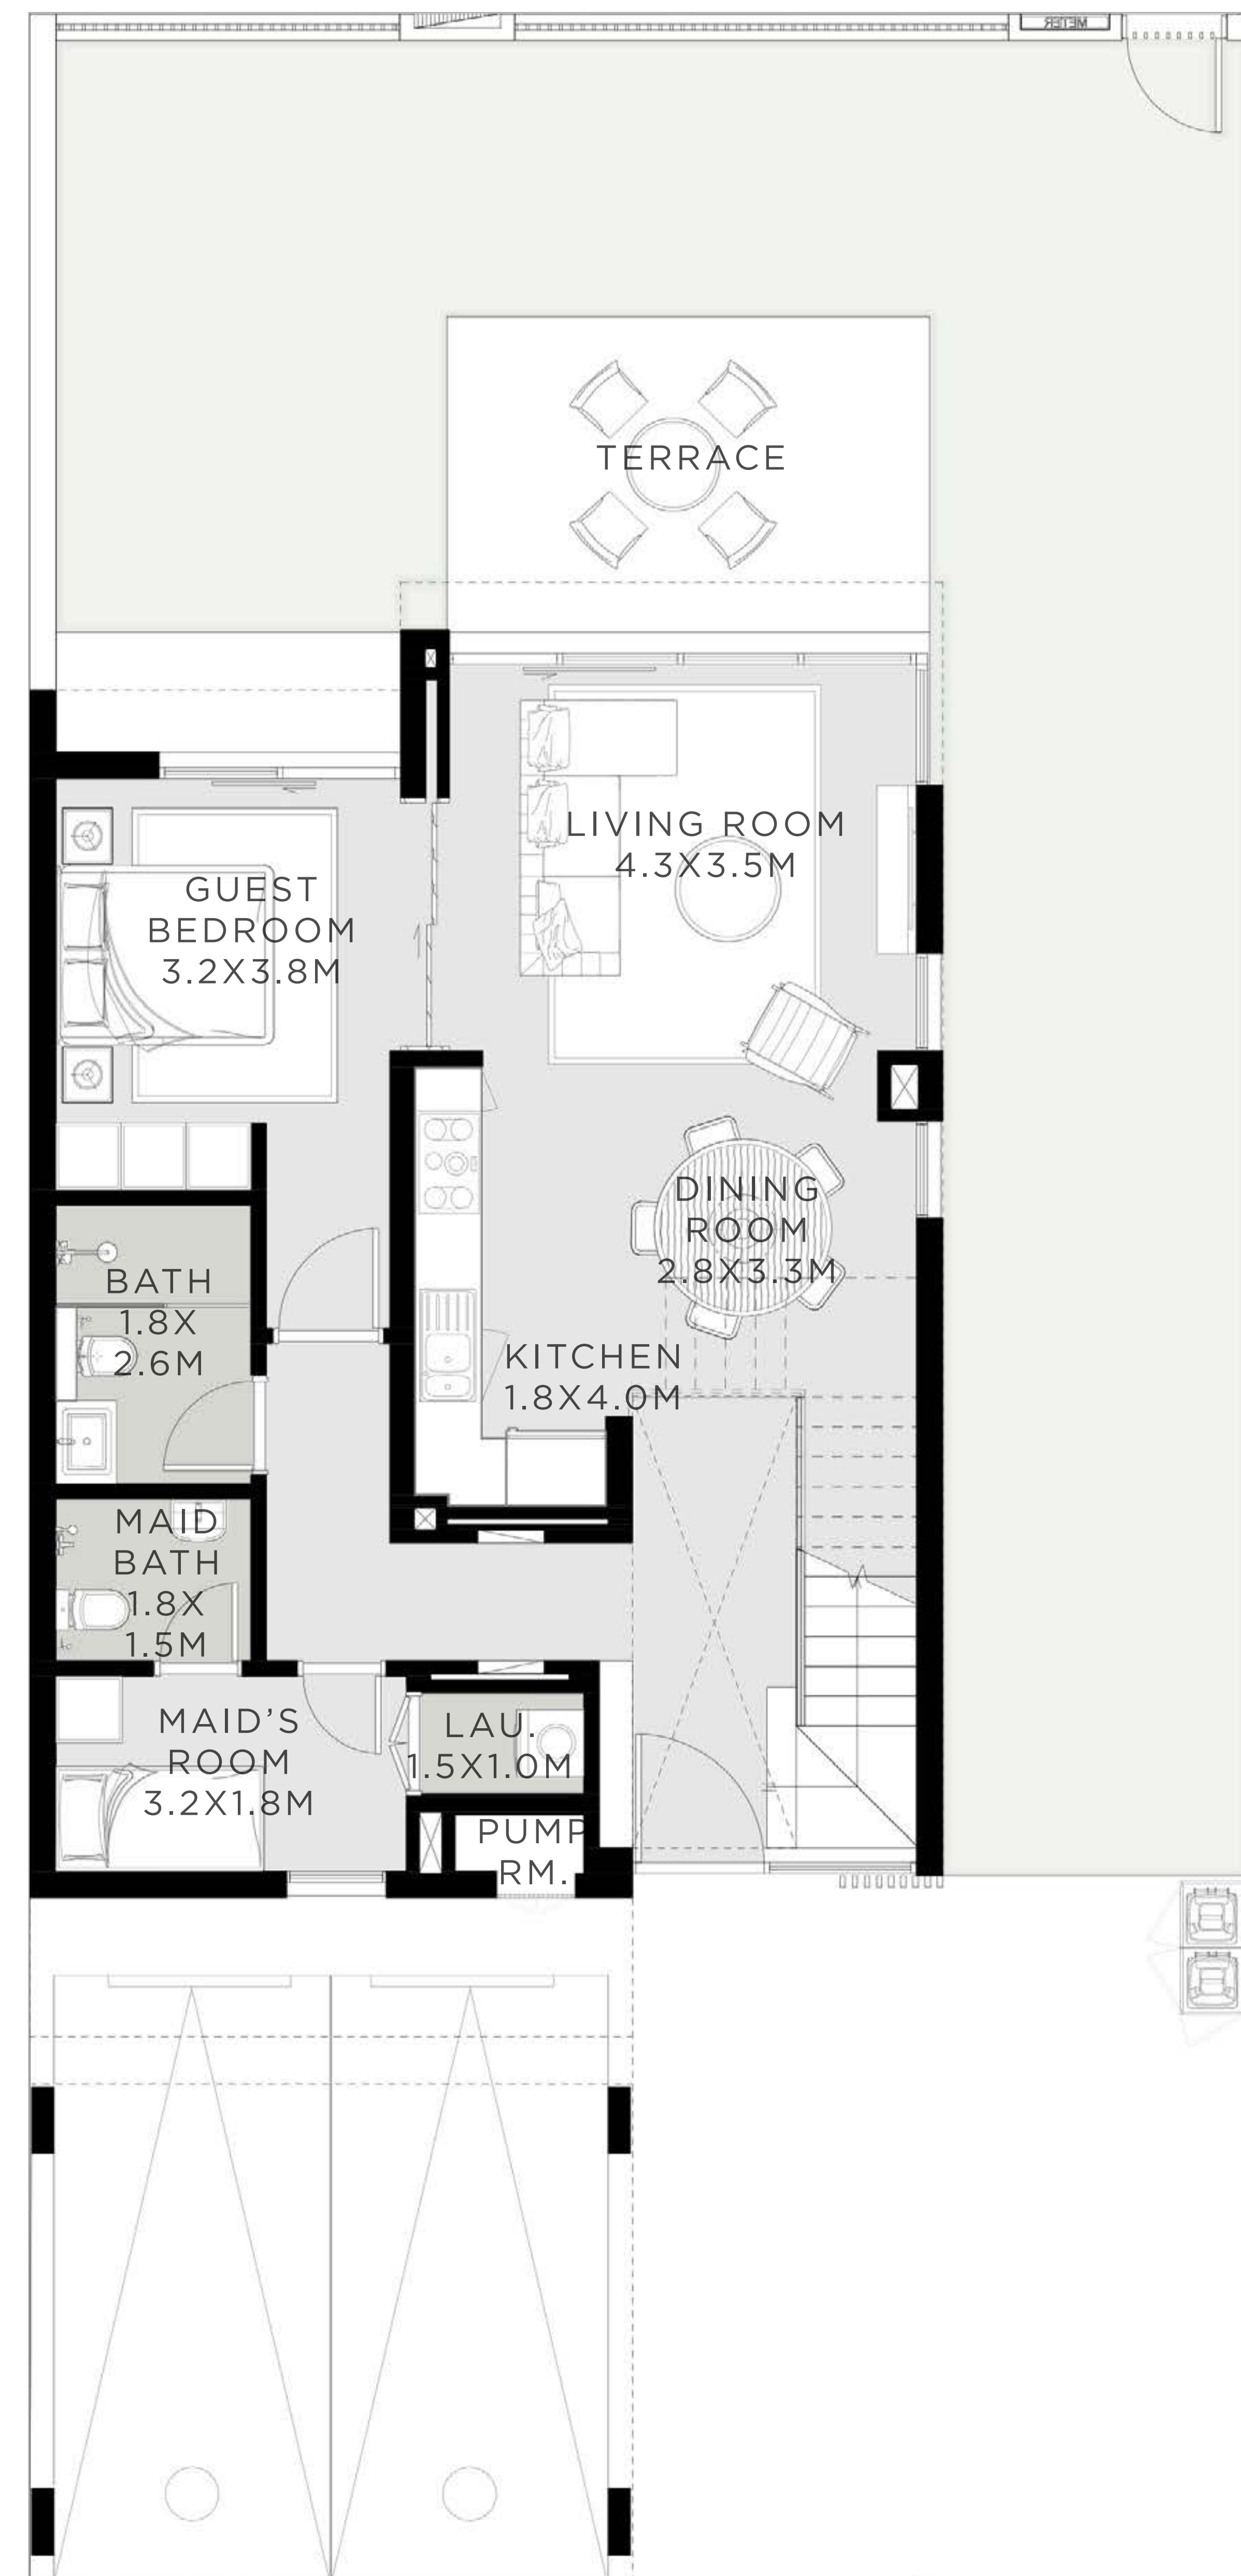 METER
TERRACE
LIVING ROOM
4.3X3.5M
GUEST
BEDROOM
3.2X3.8M
DINING
ROOM
2.8X3.3M
BATH
1.8X
2.6M
KITCHEN
1.8X4.0M
MAID
BATH
1.8X
1.5M
MAID'S
ROOM
3.2X1.8M
LAU.
1.5X1.0M
PUMP
RM.